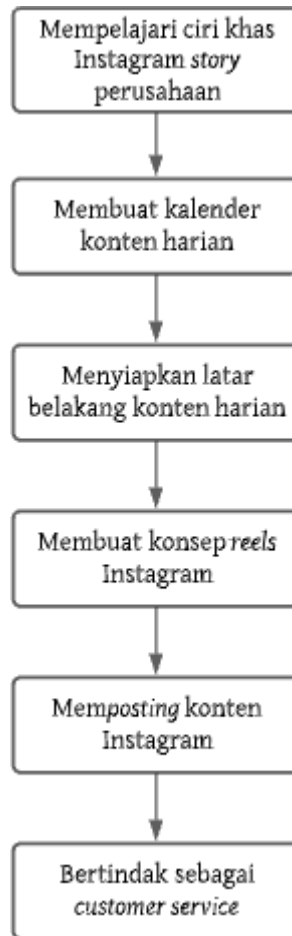 Mempelajari ciri khas
Instagram story
perusahaan
Membuat kalender
konten harian
Menyiapkan latar
belakang konten harian
Membuat konsep reels
Instagram
Memposting konten
Instagram
Bertindak sebagai
customer service